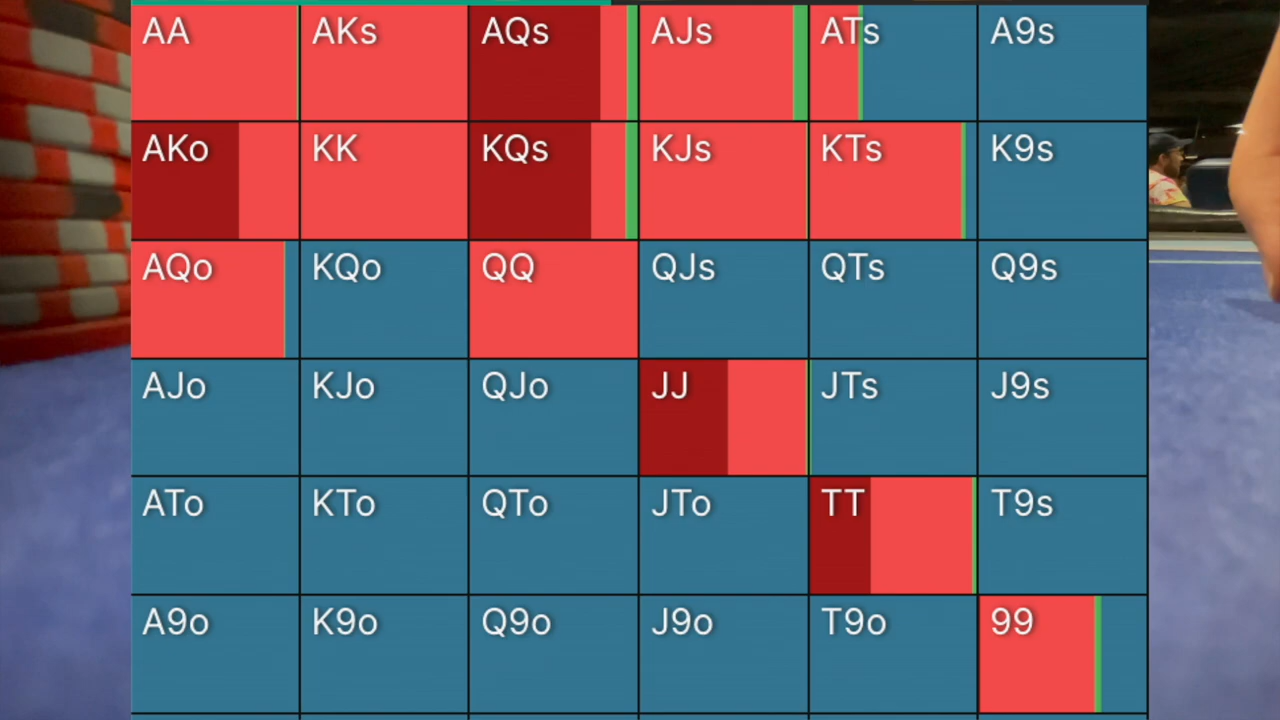 AA AKs AQs AJs ATs A9s
AKo KK KQs KJs KTs K9s
AQo KQo QQ QJs QTs Q9s
AJo KJo QJo JJ JTs J9s
ATo KTo QTo JTo TT T9s
A9o K9o Q9o J9o T9o 99